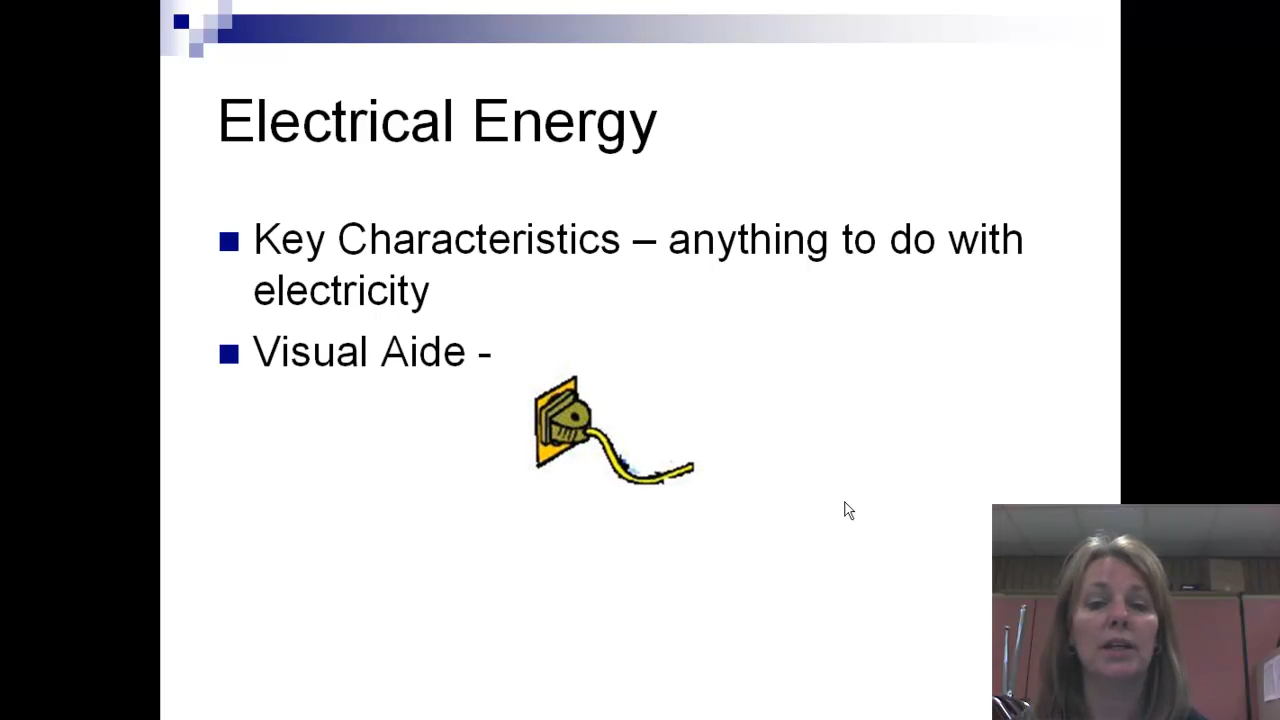 Electrical Energy
Key Characteristics – anything to do with
electricity
Visual Aide -